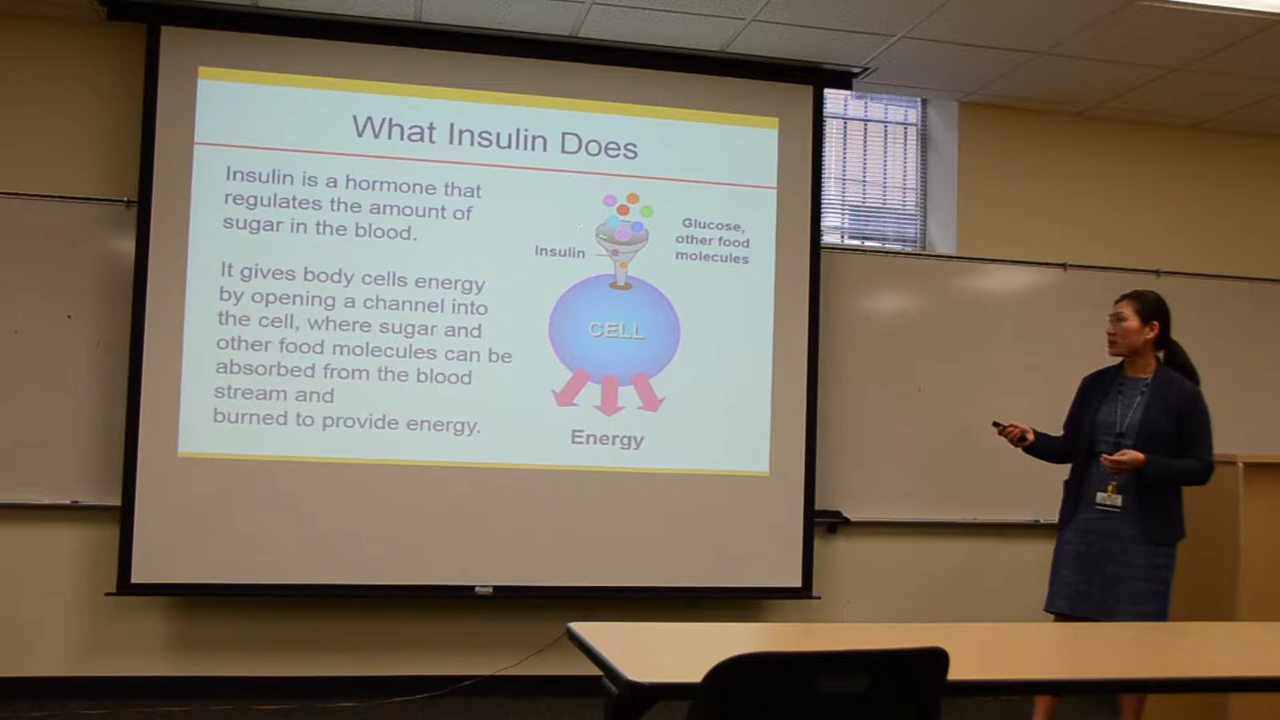 What Insulin Does
Insulin is a hormone that
regulates the amount of
sugar in the blood.
It gives body cells energy
by opening a channel into
the cell, where sugar and
other food molecules can be
absorbed from the blood
stream and
burned to provide energy.
Glucose,
other food
molecules
Insulin
CELL
Energy